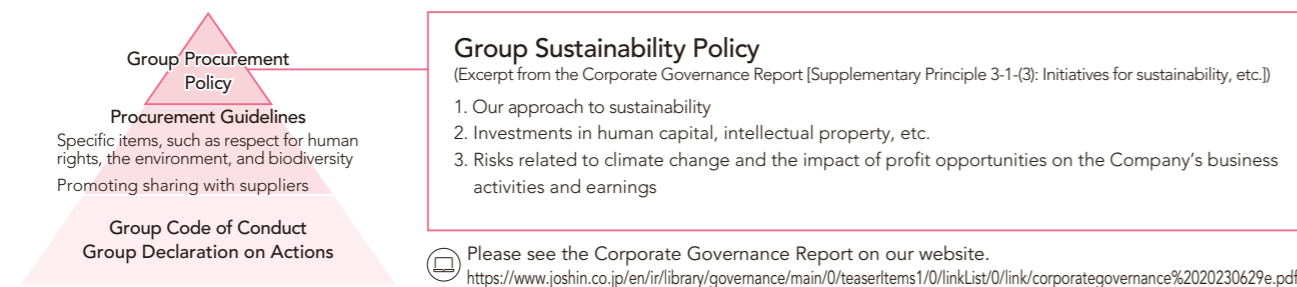 Group Procurement
Policy
Procurement Guidelines
Specific items, such as respect for human
rights, the environment, and biodiversity
Promoting sharing with suppliers
Group Code of Conduct
Group Declaration on Actions
Group Sustainability Policy
(Excerpt from the Corporate Governance Report [Supplementary Principle 3-1-(3): Initiatives for sustainability, etc.])
1. Our approach to sustainability
2. Investments in human capital, intellectual property, etc.
3. Risks related to climate change and the impact of profit opportunities on the Company’s business
activities and earnings
Please see the Corporate Governance Report on our website.
https://www.joshin.co.jp/en/ir/library/governance/main/0/teaserItems1/0/linkList/0/link/corporategovernance%2020230629e.pdf